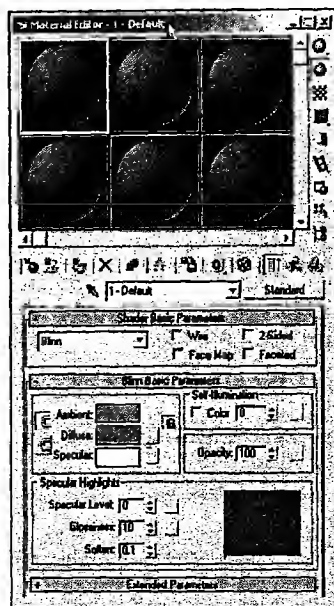 Material Editor - 1 - Default
1 - Default Standard
Shader Basic Parameters
Blinn Wire 2-Sided
Face Map Faceted
Blinn Basic Parameters
Self-Illumination
Ambient: Color 0
Diffuse:
Specular: Opacity: 100
Specular Highlights
Specular Level: 0
Glossiness: 10
Soften: 0.1
Extended Parameters